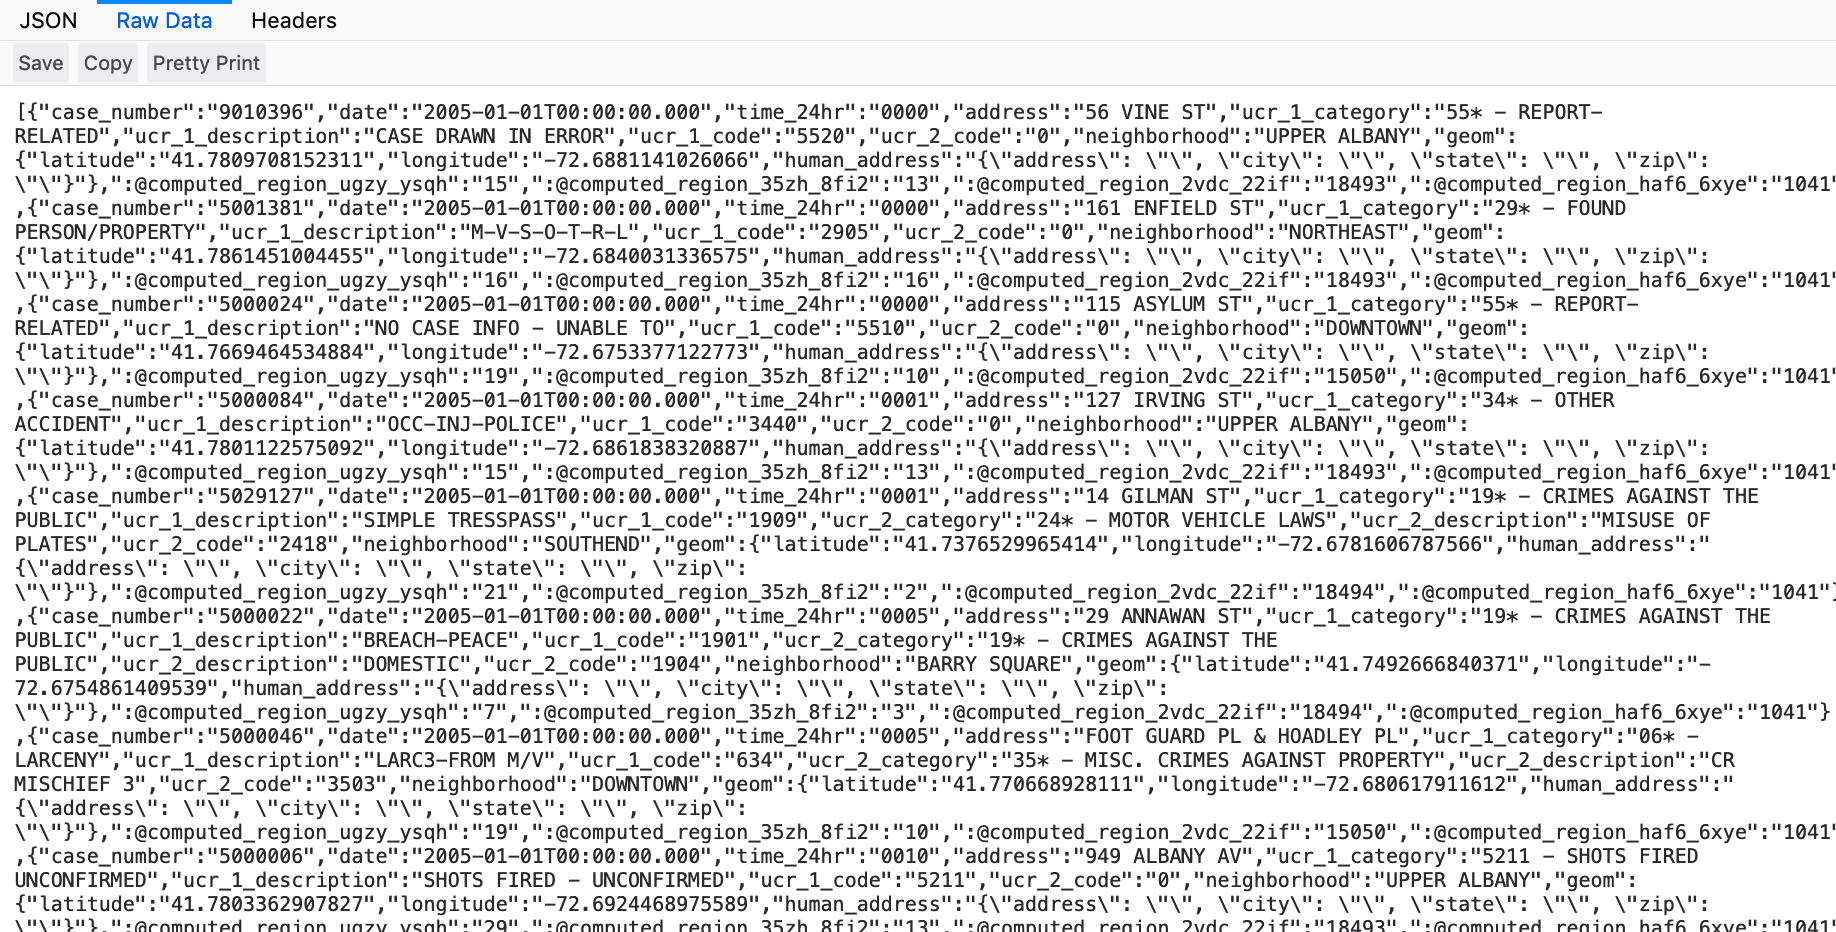 JSON Raw Data Headers
Save Copy Pretty Print
[{"case_number":"9010396","date":"2005-01-01T00:00:00.000","time_24hr":"0000","address":"56 VINE ST","ucr_1_category":"55* - REPORT-
RELATED","ucr_1_description":"CASE DRAWN IN ERROR","ucr_1_code":"5520","ucr_2_code":"0","neighborhood":"UPPER ALBANY","geom":
{"latitude":"41.7809708152311","longitude":"-72.6881141026066","human_address":"{\"address\": \"\", \"city\": \"\", \"state\": \"\", \"zip\":
\"\"}"},":@computed_region_ugzy_ysqh":"15",":@computed_region_35zh_8fi2":"13",":@computed_region_2vdc_22if":"18493",":@computed_region_haf6_6xye":"1041"
,{"case_number":"5001381","date":"2005-01-01T00:00:00.000","time_24hr":"0000","address":"161 ENFIELD ST","ucr_1_category":"29* - FOUND
PERSON/PROPERTY","ucr_1_description":"M-V-S-O-T-R-L","ucr_1_code":"2905","ucr_2_code":"0","neighborhood":"NORTHEAST","geom":
{"latitude":"41.7861451004455","longitude":"-72.6840031336575","human_address":"{\"address\": \"\", \"city\": \"\", \"state\": \"\", \"zip\":
\"\"}"},":@computed_region_ugzy_ysqh":"16",":@computed_region_35zh_8fi2":"16",":@computed_region_2vdc_22if":"18493",":@computed_region_haf6_6xye":"1041"
,{"case_number":"5000024","date":"2005-01-01T00:00:00.000","time_24hr":"0000","address":"115 ASYLUM ST","ucr_1_category":"55* - REPORT-
RELATED","ucr_1_description":"NO CASE INFO - UNABLE TO","ucr_1_code":"5510","ucr_2_code":"0","neighborhood":"DOWNTOWN","geom":
{"latitude":"41.7669464534884","longitude":"-72.6753377122773","human_address":"{\"address\": \"\", \"city\": \"\", \"state\": \"\", \"zip\":
\"\"}"},":@computed_region_ugzy_ysqh":"19",":@computed_region_35zh_8fi2":"10",":@computed_region_2vdc_22if":"15050",":@computed_region_haf6_6xye":"1041"
,{"case_number":"5000084","date":"2005-01-01T00:00:00.000","time_24hr":"0001","address":"127 IRVING ST","ucr_1_category":"34* - OTHER
ACCIDENT","ucr_1_description":"OCC-INJ-POLICE","ucr_1_code":"3440","ucr_2_code":"0","neighborhood":"UPPER ALBANY","geom":
{"latitude":"41.7801122575092","longitude":"-72.6861838320887","human_address":"{\"address\": \"\", \"city\": \"\", \"state\": \"\", \"zip\":
\"\"}"},":@computed_region_ugzy_ysqh":"15",":@computed_region_35zh_8fi2":"13",":@computed_region_2vdc_22if":"18493",":@computed_region_haf6_6xye":"1041"
,{"case_number":"5029127","date":"2005-01-01T00:00:00.000","time_24hr":"0001","address":"14 GILMAN ST","ucr_1_category":"19* - CRIMES AGAINST THE
PUBLIC","ucr_1_description":"SIMPLE TRESSPASS","ucr_1_code":"1909","ucr_2_category":"24* - MOTOR VEHICLE LAWS","ucr_2_description":"MISUSE OF
PLATES","ucr_2_code":"2418","neighborhood":"SOUTHEND","geom":{"latitude":"41.7376529965414","longitude":"-72.6781606787566","human_address":"
{\"address\": \"\", \"city\": \"\", \"state\": \"\", \"zip\":
\"\"}"},":@computed_region_ugzy_ysqh":"21",":@computed_region_35zh_8fi2":"2",":@computed_region_2vdc_22if":"18494",":@computed_region_haf6_6xye":"1041"}
,{"case_number":"5000022","date":"2005-01-01T00:00:00.000","time_24hr":"0005","address":"29 ANNAWAN ST","ucr_1_category":"19* - CRIMES AGAINST THE
PUBLIC","ucr_1_description":"BREACH-PEACE","ucr_1_code":"1901","ucr_2_category":"19* - CRIMES AGAINST THE
PUBLIC","ucr_2_description":"DOMESTIC","ucr_2_code":"1904","neighborhood":"BARRY SQUARE","geom":{"latitude":"41.7492666840371","longitude":"-
72.6754861409539","human_address":"{\"address\": \"\", \"city\": \"\", \"state\": \"\", \"zip\":
\"\"}"},":@computed_region_ugzy_ysqh":"7",":@computed_region_35zh_8fi2":"3",":@computed_region_2vdc_22if":"18494",":@computed_region_haf6_6xye":"1041"}
,{"case_number":"5000046","date":"2005-01-01T00:00:00.000","time_24hr":"0005","address":"FOOT GUARD PL & HOADLEY PL","ucr_1_category":"06* -
LARCENY","ucr_1_description":"LARC3-FROM M/V","ucr_1_code":"634","ucr_2_category":"35* - MISC. CRIMES AGAINST PROPERTY","ucr_2_description":"CR
MISCHIEF 3","ucr_2_code":"3503","neighborhood":"DOWNTOWN","geom":{"latitude":"41.770668928111","longitude":"-72.680617911612","human_address":"
{\"address\": \"\", \"city\": \"\", \"state\": \"\", \"zip\":
\"\"}"},":@computed_region_ugzy_ysqh":"19",":@computed_region_35zh_8fi2":"10",":@computed_region_2vdc_22if":"15050",":@computed_region_haf6_6xye":"1041"
,{"case_number":"5000006","date":"2005-01-01T00:00:00.000","time_24hr":"0010","address":"949 ALBANY AV","ucr_1_category":"5211 - SHOTS FIRED
UNCONFIRMED","ucr_1_description":"SHOTS FIRED - UNCONFIRMED","ucr_1_code":"5211","ucr_2_code":"0","neighborhood":"UPPER ALBANY","geom":
{"latitude":"41.7803362907827","longitude":"-72.6924468975589","human_address":"{\"address\": \"\", \"city\": \"\", \"state\": \"\", \"zip\":
\"\"}"},":@computed_region_ugzy_ysqh":"29",":@computed_region_35zh_8fi2":"13",":@computed_region_2vdc_22if":"18493",":@computed_region_haf6_6xye":"1041"